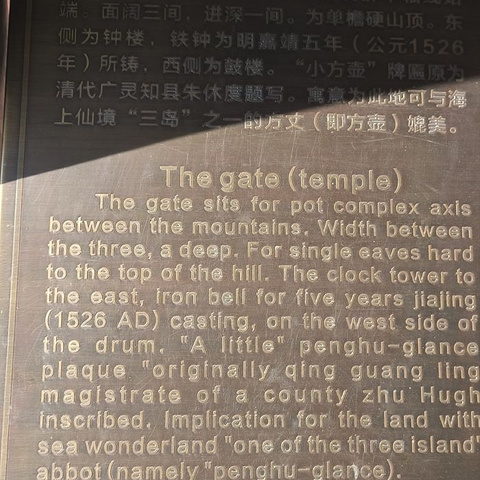 端。面阔三间，进深一间。为单檐硬山顶。东
侧为钟楼，铁钟为明嘉靖五年（公元1526
年）所铸，西侧为鼓楼。“小方壶”牌匾原为
清代广灵知县朱休度题写。寓意为此地可与海
上仙境“三岛”之一的方丈（即方壶）媲美。
The gate (temple)
The gate sits for pot complex axis
between the mountains. Width between
the three, a deep. For single eaves hard
to the top of the hill. The clock tower to
the east, iron bell for five years jiajing
(1526 AD) casting, on the west side of
the drum. "A little" penghu-glance
plaque "originally qing guang ling
magistrate of a county zhu Hugh
inscribed. Implication for the land with
sea wonderland "one of the three island"
abbot (namely "penghu-glance).